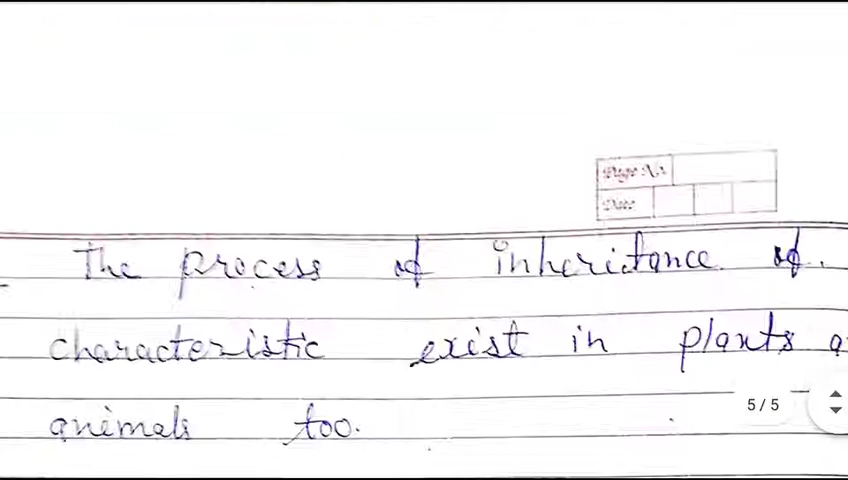 Page No.
Date
The process of inheritance of
characteristic exist in plants a
animals too.
5 / 5